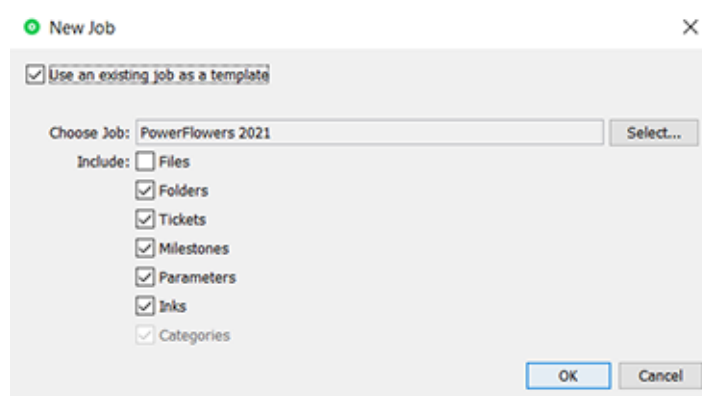 New Job
Use an existing job as a template
Choose Job: PowerFlowers 2021 Select...
Include: Files
Folders
Tickets
Milestones
Parameters
Inks
Categories
OK Cancel